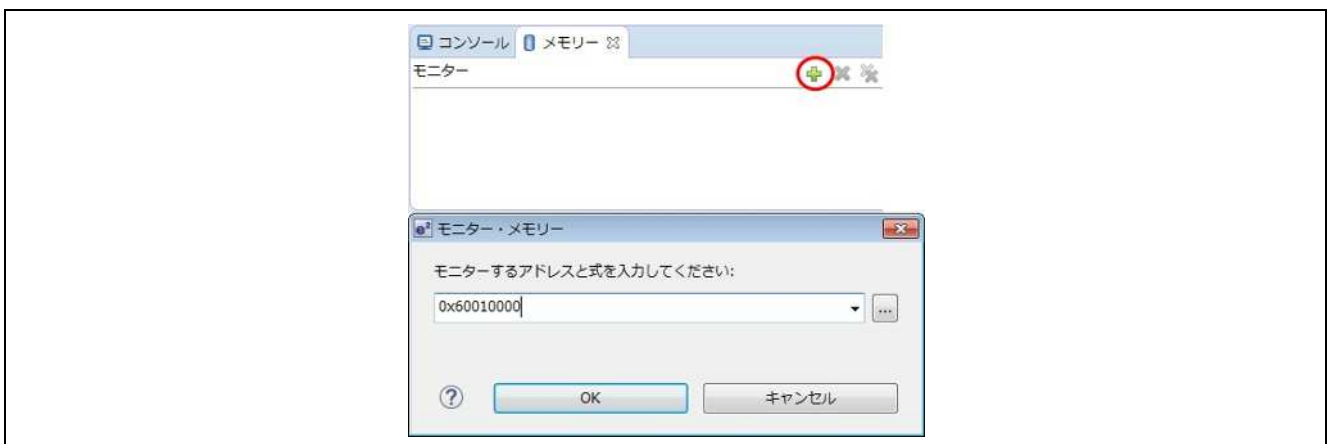 コンソール メモリー
モニター
e² モニター・メモリー
モニターするアドレスと式を入力してください:
0x60010000
...
? OK キャンセル